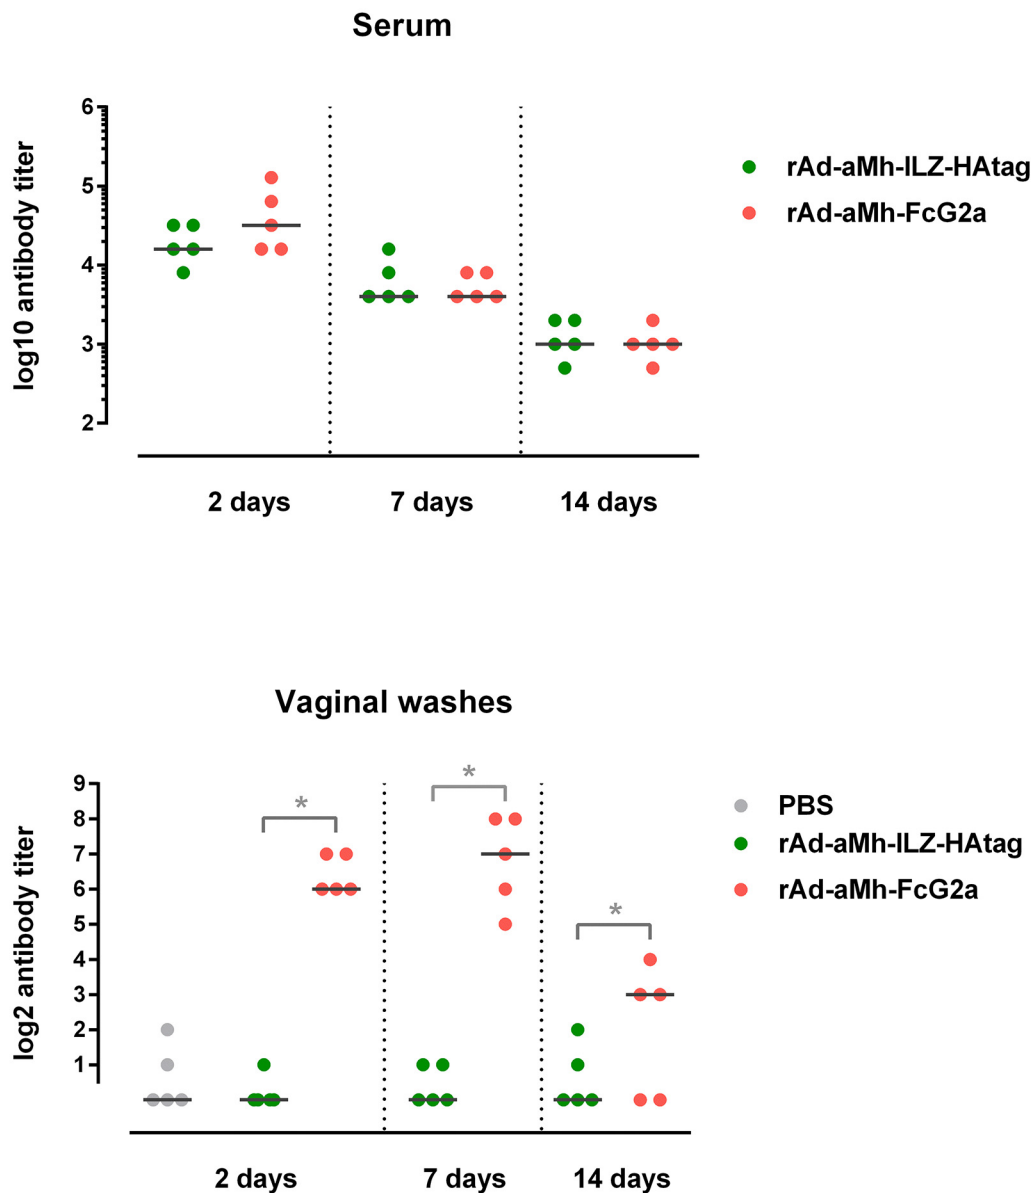 Serum
log10 antibody titer
6
5
4
3
2
rAd-aMh-ILZ-HAtag
rAd-aMh-FcG2a
2 days
7 days
14 days
Vaginal washes
log2 antibody titer
9
8
7
6
5
4
3
2
1
*
*
*
PBS
rAd-aMh-ILZ-HAtag
rAd-aMh-FcG2a
2 days
7 days
14 days